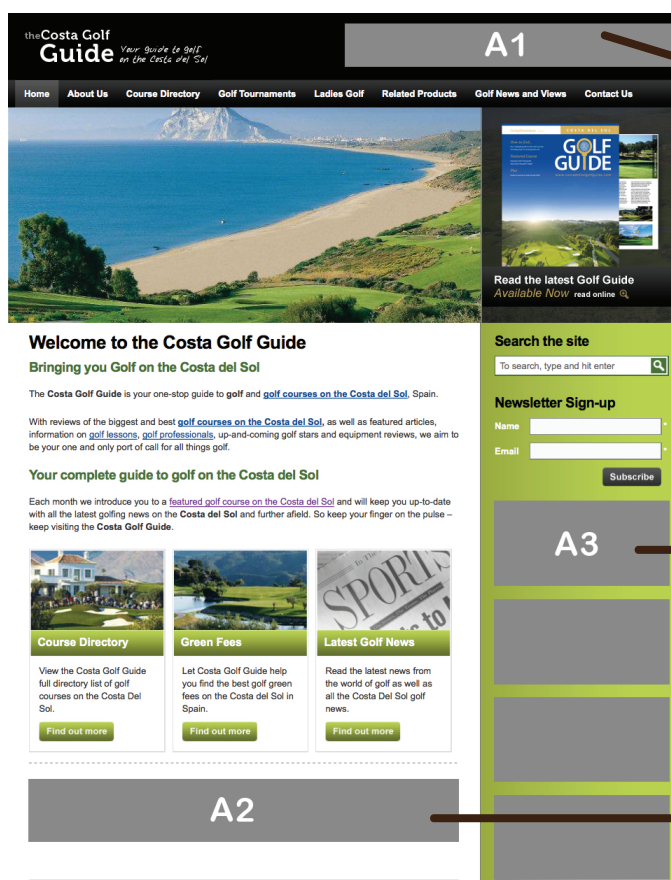 theCosta Golf
Guide Your guide to golf
on the Costa del Sol
A1
Home About Us Course Directory Golf Tournaments Ladies Golf Related Products Golf News and Views Contact Us
COSTA DEL SOL
GOLF
GUIDE
Read the latest Golf Guide
Available Now read online
Welcome to the Costa Golf Guide
Bringing you Golf on the Costa del Sol
The Costa Golf Guide is your one-stop guide to golf and golf courses on the Costa del Sol, Spain.
With reviews of the biggest and best golf courses on the Costa del Sol, as well as featured articles,
information on golf lessons, golf professionals, up-and-coming golf stars and equipment reviews, we aim to
be your one and only port of call for all things golf.
Your complete guide to golf on the Costa del Sol
Each month we introduce you to a featured golf course on the Costa del Sol and will keep you up-to-date
with all the latest golfing news on the Costa del Sol and further afield. So keep your finger on the pulse –
keep visiting the Costa Golf Guide.
Search the site
To search, type and hit enter
Newsletter Sign-up
Name *
Email *
Subscribe
A3
SPORTS
Course Directory
View the Costa Golf Guide
full directory list of golf
courses on the Costa Del
Sol.
Find out more
Green Fees
Let Costa Golf Guide help
you find the best golf green
fees on the Costa del Sol in
Spain.
Find out more
Latest Golf News
Read the latest news from
the world of golf as well as
all the Costa Del Sol golf
news.
Find out more
A2